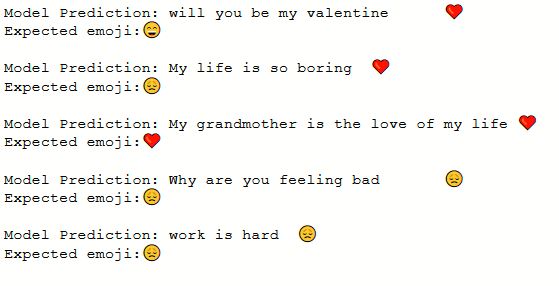 Model Prediction: will you be my valentine ❤️
Expected emoji:😄
Model Prediction: My life is so boring ❤️
Expected emoji:😞
Model Prediction: My grandmother is the love of my life ❤️
Expected emoji:❤️
Model Prediction: Why are you feeling bad 😞
Expected emoji:😞
Model Prediction: work is hard 😞
Expected emoji:😞